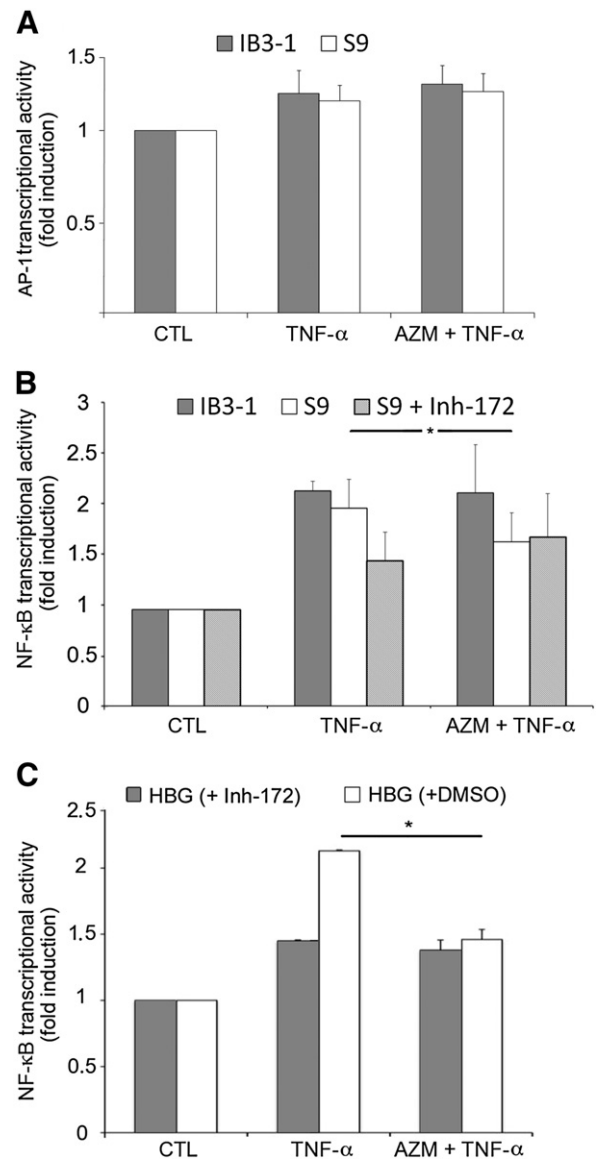 A
IB3-1 S9
AP-1 transcriptional activity
(fold induction)
1.5
1
0.5
CTL TNF-α AZM + TNF-α
B
IB3-1 S9 S9 + Inh-172
*
NF-κB transcriptional activity
(fold induction)
3
2.5
2
1.5
1
0.5
0
CTL TNF-α AZM + TNF-α
C
HBG (+ Inh-172) HBG (+DMSO)
*
NF-κB transcriptional activity
(fold induction)
2.5
2
1.5
1
0.5
0
CTL TNF-α AZM + TNF-α